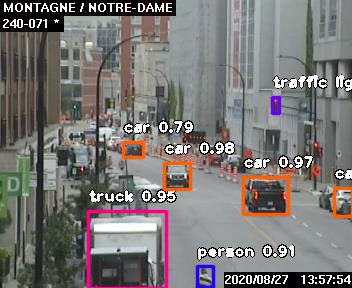 MONTAGNE / NOTRE-DAME
240-071 *
traffic lig
car 0.79
car 0.98
car 0.97
ca
truck 0.95
person 0.91
2020/08/27 13:57:54
D